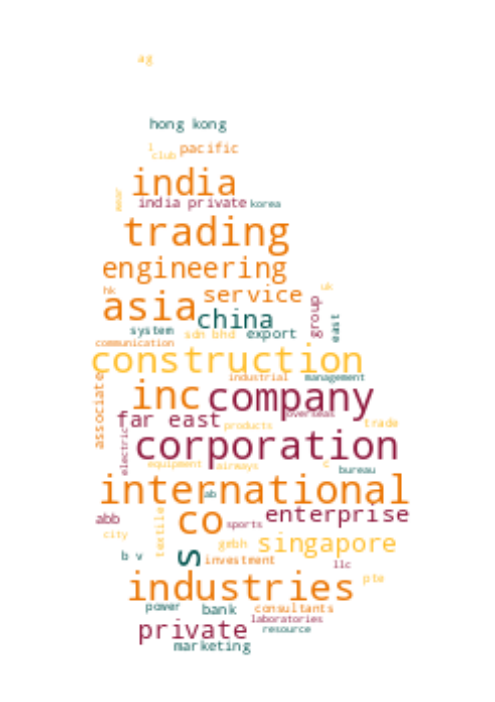 ag
hong kong
l
club
pacific
india
wear
india private
korea
trading
engineering
hk
asia
service
uk
group
east
china
system
sdn bhd
export
communication
construction
associate
industrial
management
inc
company
far east
overseas
electric
products
trade
corporation
equipment
airways
c
bureau
international
ab
abb
co
sports
enterprise
city
textile
gmbh
singapore
b v
s
investment
llc
pte
industries
power
bank
consultants
private
laboratories
resource
marketing